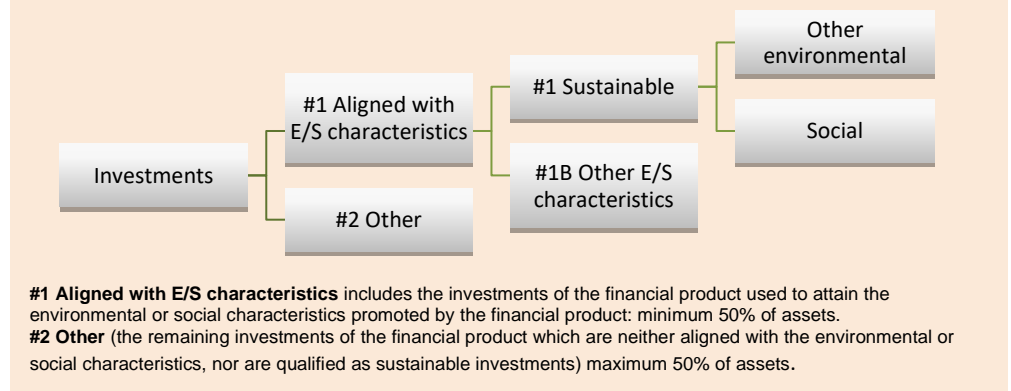 Other
environmental
#1 Aligned with
E/S characteristics
#1 Sustainable
Social
Investments
#1B Other E/S
characteristics
#2 Other
#1 Aligned with E/S characteristics includes the investments of the financial product used to attain the
environmental or social characteristics promoted by the financial product: minimum 50% of assets.
#2 Other (the remaining investments of the financial product which are neither aligned with the environmental or
social characteristics, nor are qualified as sustainable investments) maximum 50% of assets.